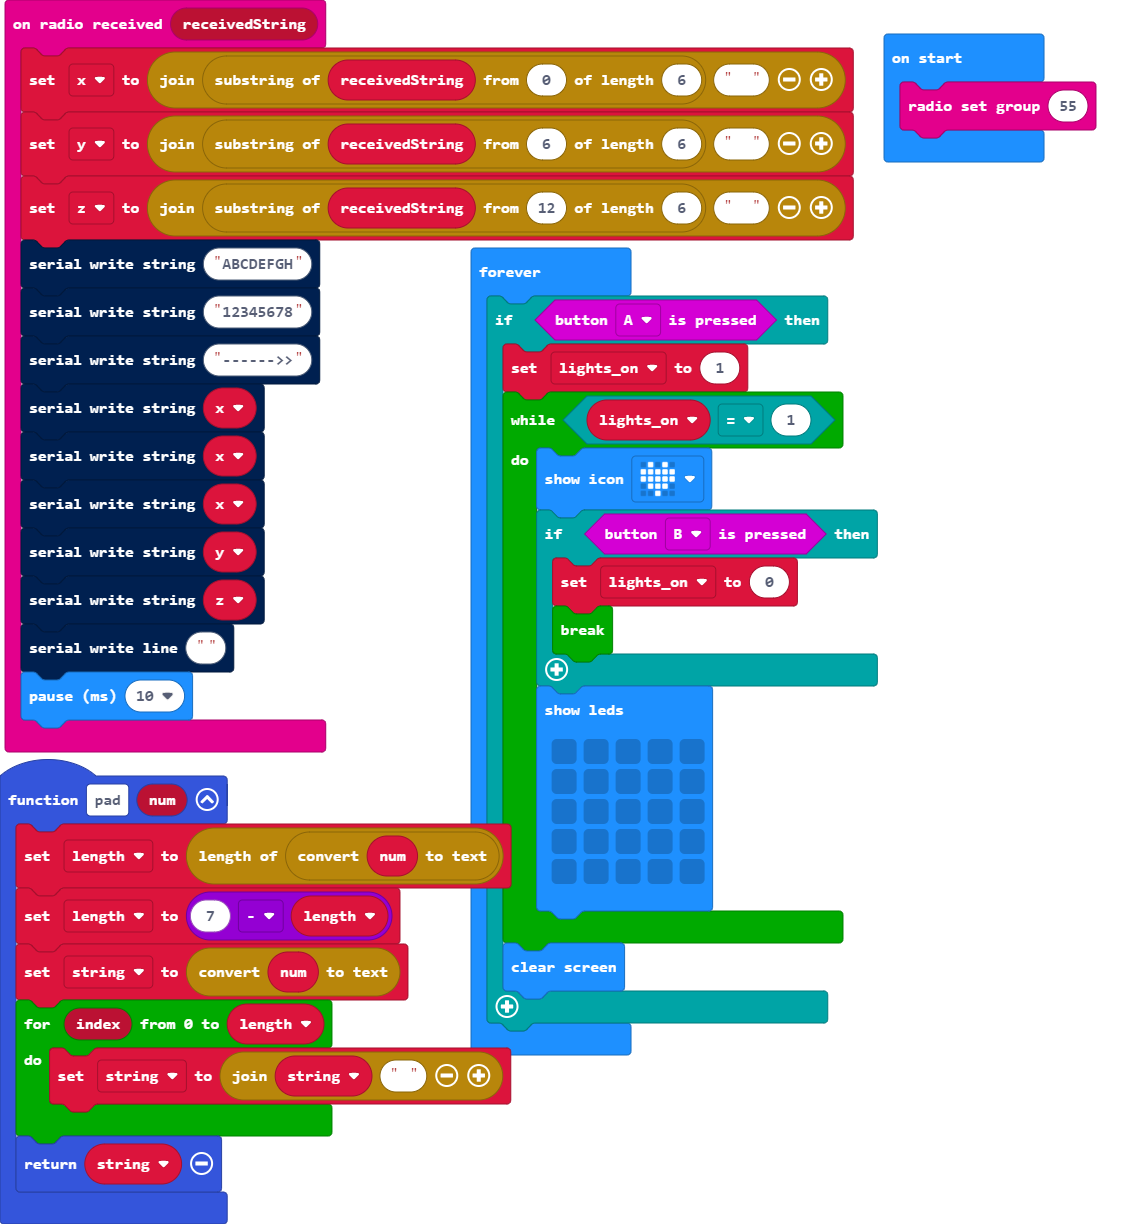 on radio received receivedString
set x to join substring of receivedString from 0 of length 6 " "
set y to join substring of receivedString from 6 of length 6 " "
set z to join substring of receivedString from 12 of length 6 " "
serial write string "ABCDEFGH"
serial write string "12345678"
serial write string "------>>"
serial write string x
serial write string x
serial write string x
serial write string y
serial write string z
serial write line ""
pause (ms) 10
on start
radio set group 55
forever
if button A is pressed then
set lights_on to 1
while lights_on = 1
do
show icon
if button B is pressed then
set lights_on to 0
break
show leds
clear screen
function pad num
set length to length of convert num to text
set length to 7 - length
set string to convert num to text
for index from 0 to length
do
set string to join string " "
return string